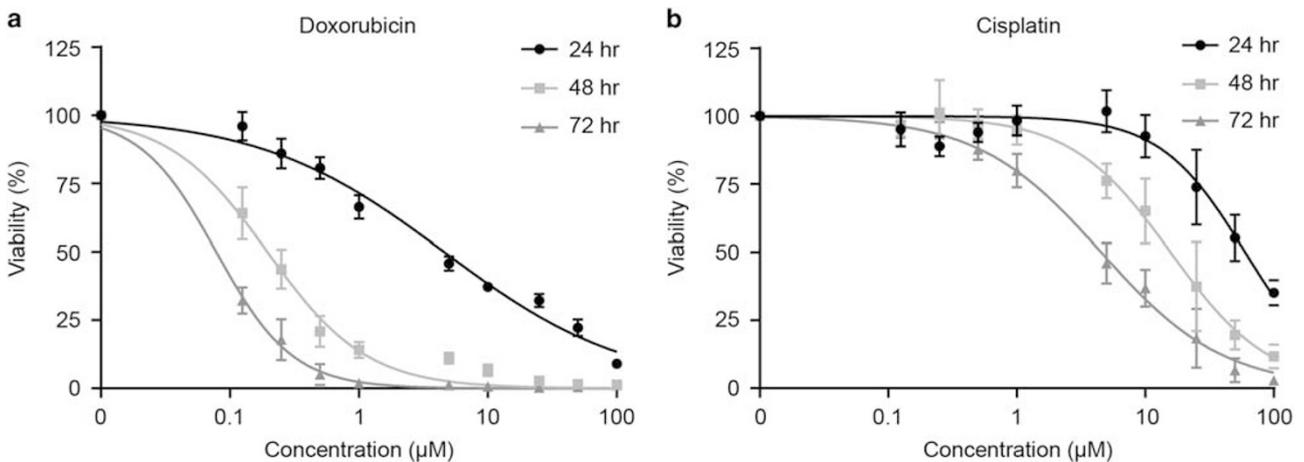 a
Doxorubicin
125
100
75
50
25
0
Viability (%)
0 0.1 1 10 100
Concentration (µM)
24 hr
48 hr
72 hr
b
Cisplatin
125
100
75
50
25
0
Viability (%)
0 0.1 1 10 100
Concentration (µM)
24 hr
48 hr
72 hr